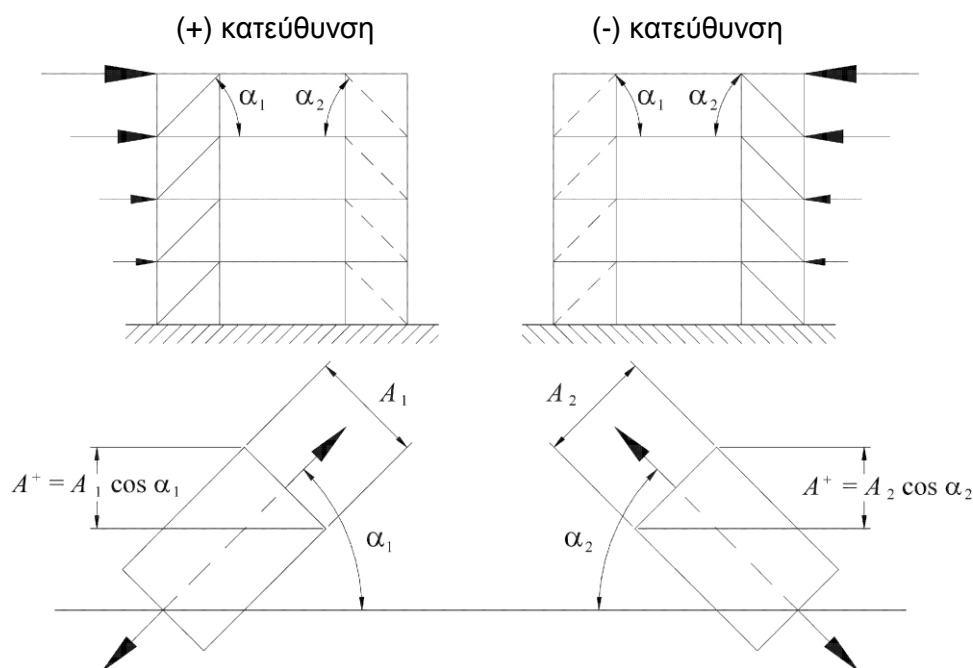 (+) κατεύθυνση (-) κατεύθυνση
α1 α2 α1 α2
A1 A2
A+ = A1 cos α1 A+ = A2 cos α2
α1 α2